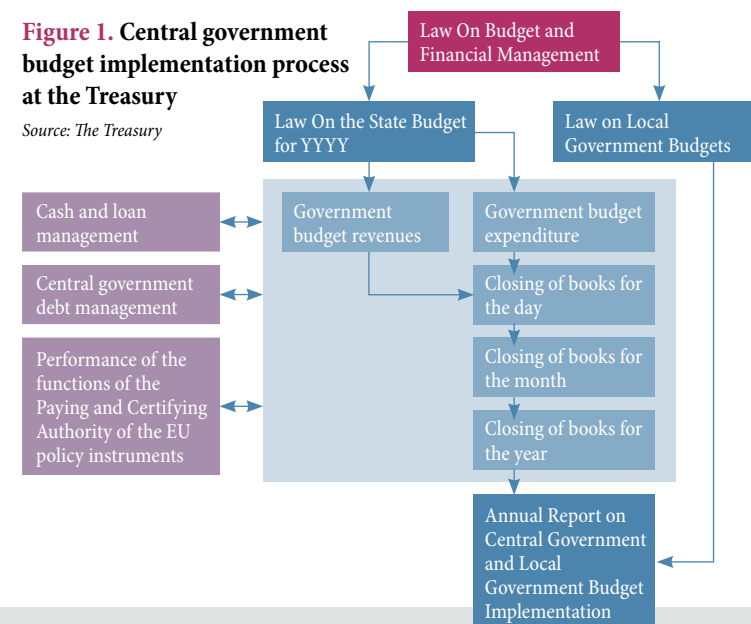 Figure 1. Central government
budget implementation process
at the Treasury
Source: The Treasury
Law On Budget and
Financial Management
Law On the State Budget
for YYYY
Law on Local
Government Budgets
Cash and loan
management
Government
budget revenues
Government budget
expenditure
Central government
debt management
Closing of books for
the day
Performance of the
functions of the
Paying and Certifying
Authority of the EU
policy instruments
Closing of books for
the month
Closing of books for
the year
Annual Report on
Central Government
and Local
Government Budget
Implementation